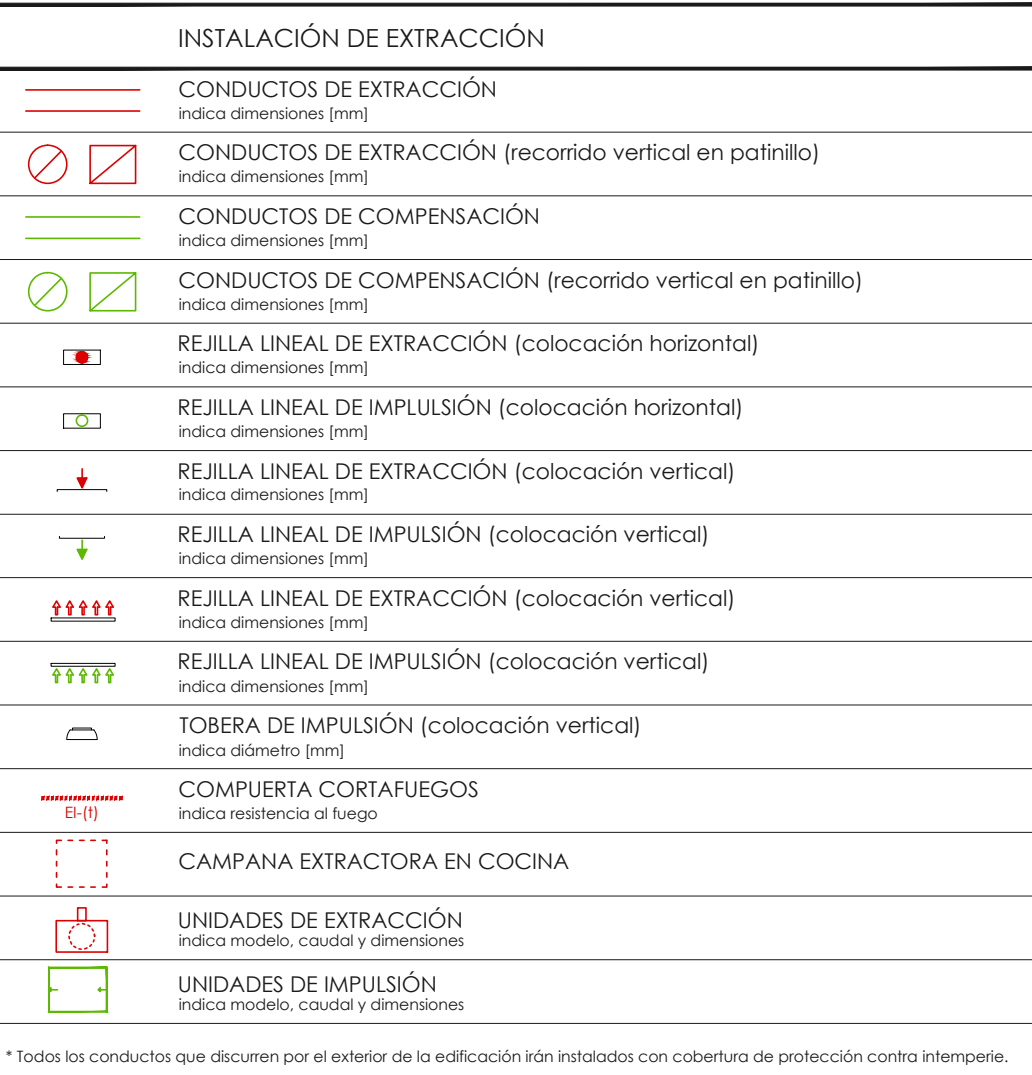 INSTALACIÓN DE EXTRACCIÓN
CONDUCTOS DE EXTRACCIÓN
indica dimensiones [mm]
CONDUCTOS DE EXTRACCIÓN (recorrido vertical en patinillo)
indica dimensiones [mm]
CONDUCTOS DE COMPENSACIÓN
indica dimensiones [mm]
CONDUCTOS DE COMPENSACIÓN (recorrido vertical en patinillo)
indica dimensiones [mm]
REJILLA LINEAL DE EXTRACCIÓN (colocación horizontal)
indica dimensiones [mm]
REJILLA LINEAL DE IMPLULSIÓN (colocación horizontal)
indica dimensiones [mm]
REJILLA LINEAL DE EXTRACCIÓN (colocación vertical)
indica dimensiones [mm]
REJILLA LINEAL DE IMPULSIÓN (colocación vertical)
indica dimensiones [mm]
REJILLA LINEAL DE EXTRACCIÓN (colocación vertical)
indica dimensiones [mm]
REJILLA LINEAL DE IMPULSIÓN (colocación vertical)
indica dimensiones [mm]
TOBERA DE IMPULSIÓN (colocación vertical)
indica diámetro [mm]
COMPUERTA CORTAFUEGOS
EI-(t)
indica resistencia al fuego
CAMPANA EXTRACTORA EN COCINA
UNIDADES DE EXTRACCIÓN
indica modelo, caudal y dimensiones
UNIDADES DE IMPULSIÓN
indica modelo, caudal y dimensiones
* Todos los conductos que discurren por el exterior de la edificación irán instalados con cobertura de protección contra intemperie.